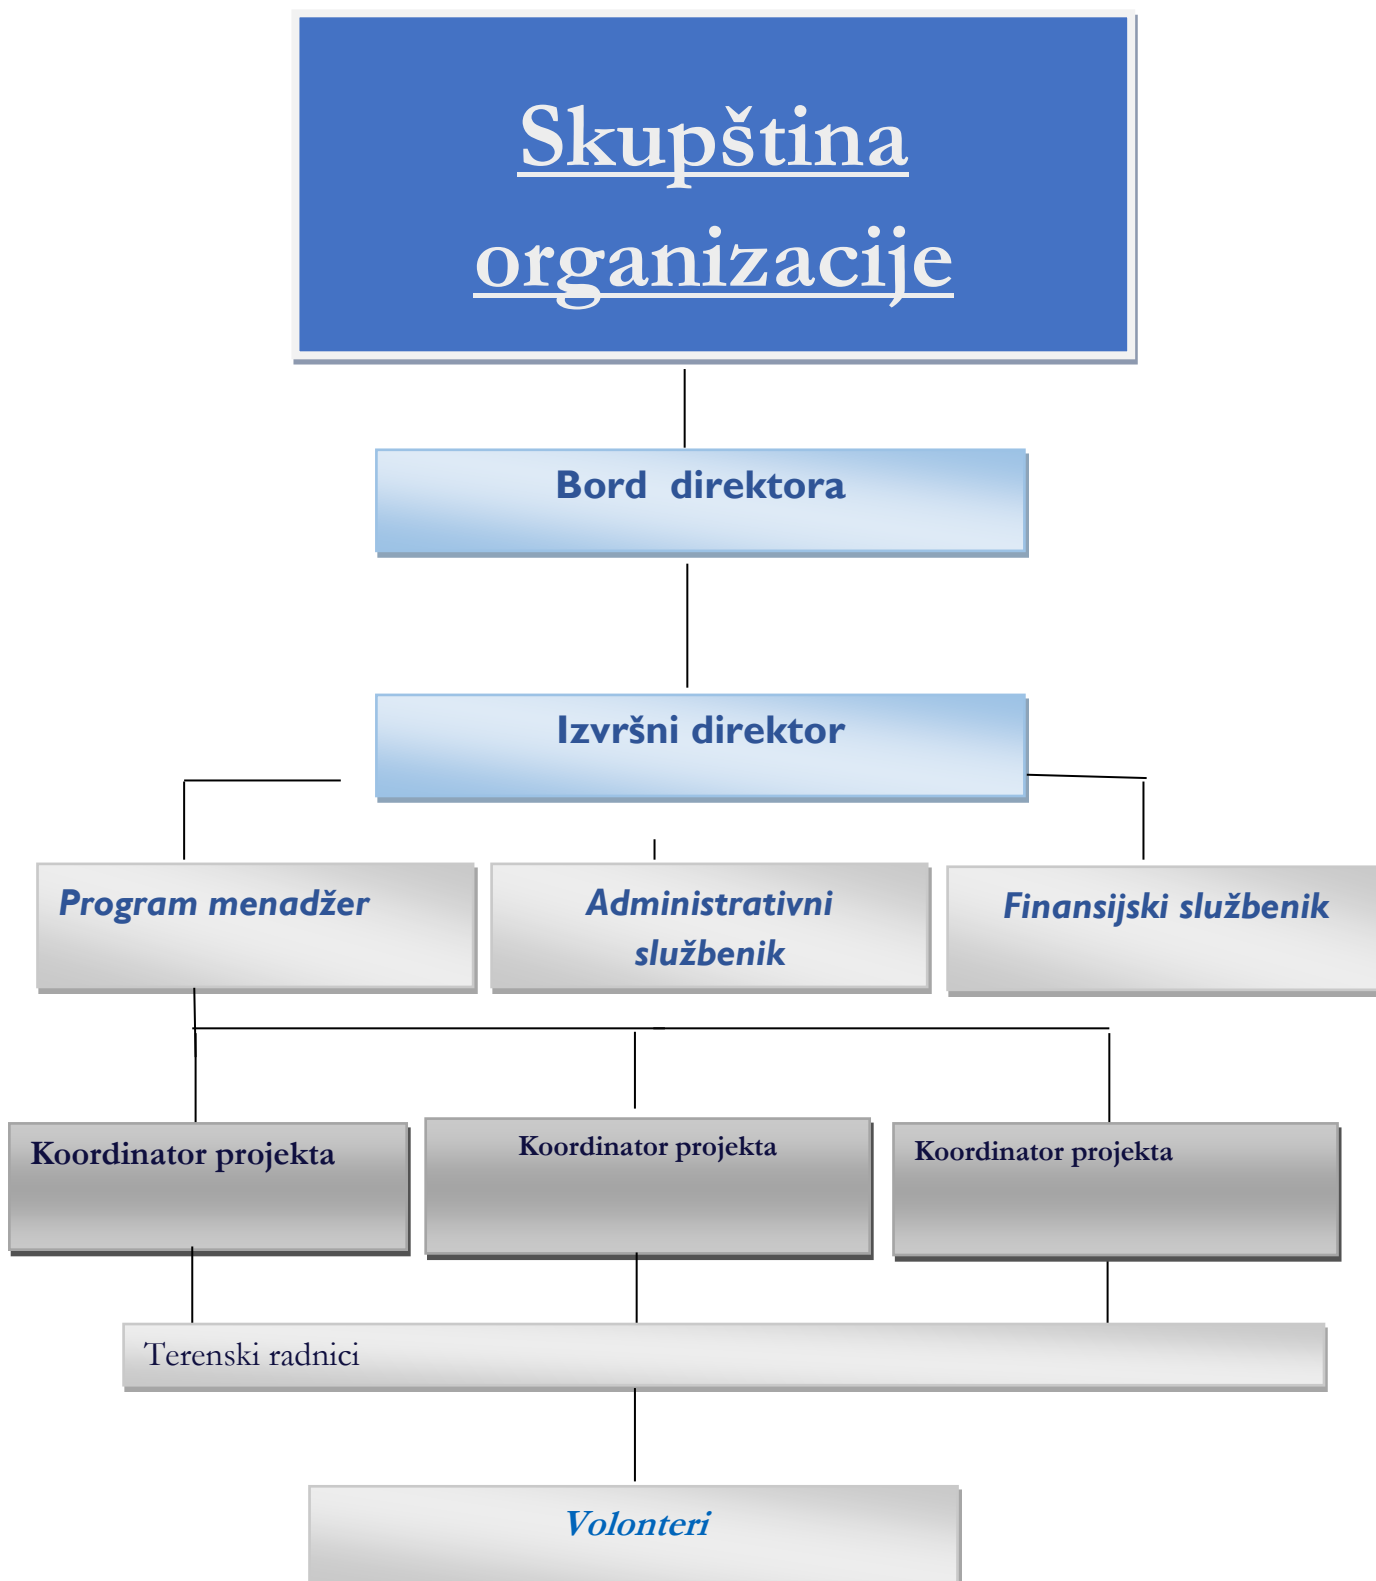 Skupština
organizacije
Bord direktora
Izvršni direktor
Program menadžer
Administrativni
službenik
Finansijski službenik
Koordinator projekta
Koordinator projekta
Koordinator projekta
Terenski radnici
Volonteri